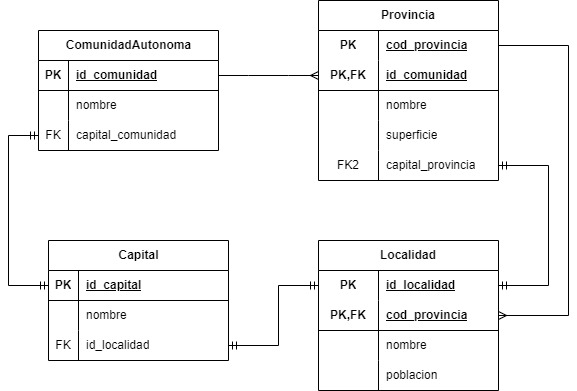 ComunidadAutonoma
PK id_comunidad
nombre
FK capital_comunidad
Provincia
PK cod_provincia
PK,FK id_comunidad
nombre
superficie
FK2 capital_provincia
Capital
PK id_capital
nombre
FK id_localidad
Localidad
PK id_localidad
PK,FK cod_provincia
nombre
poblacion